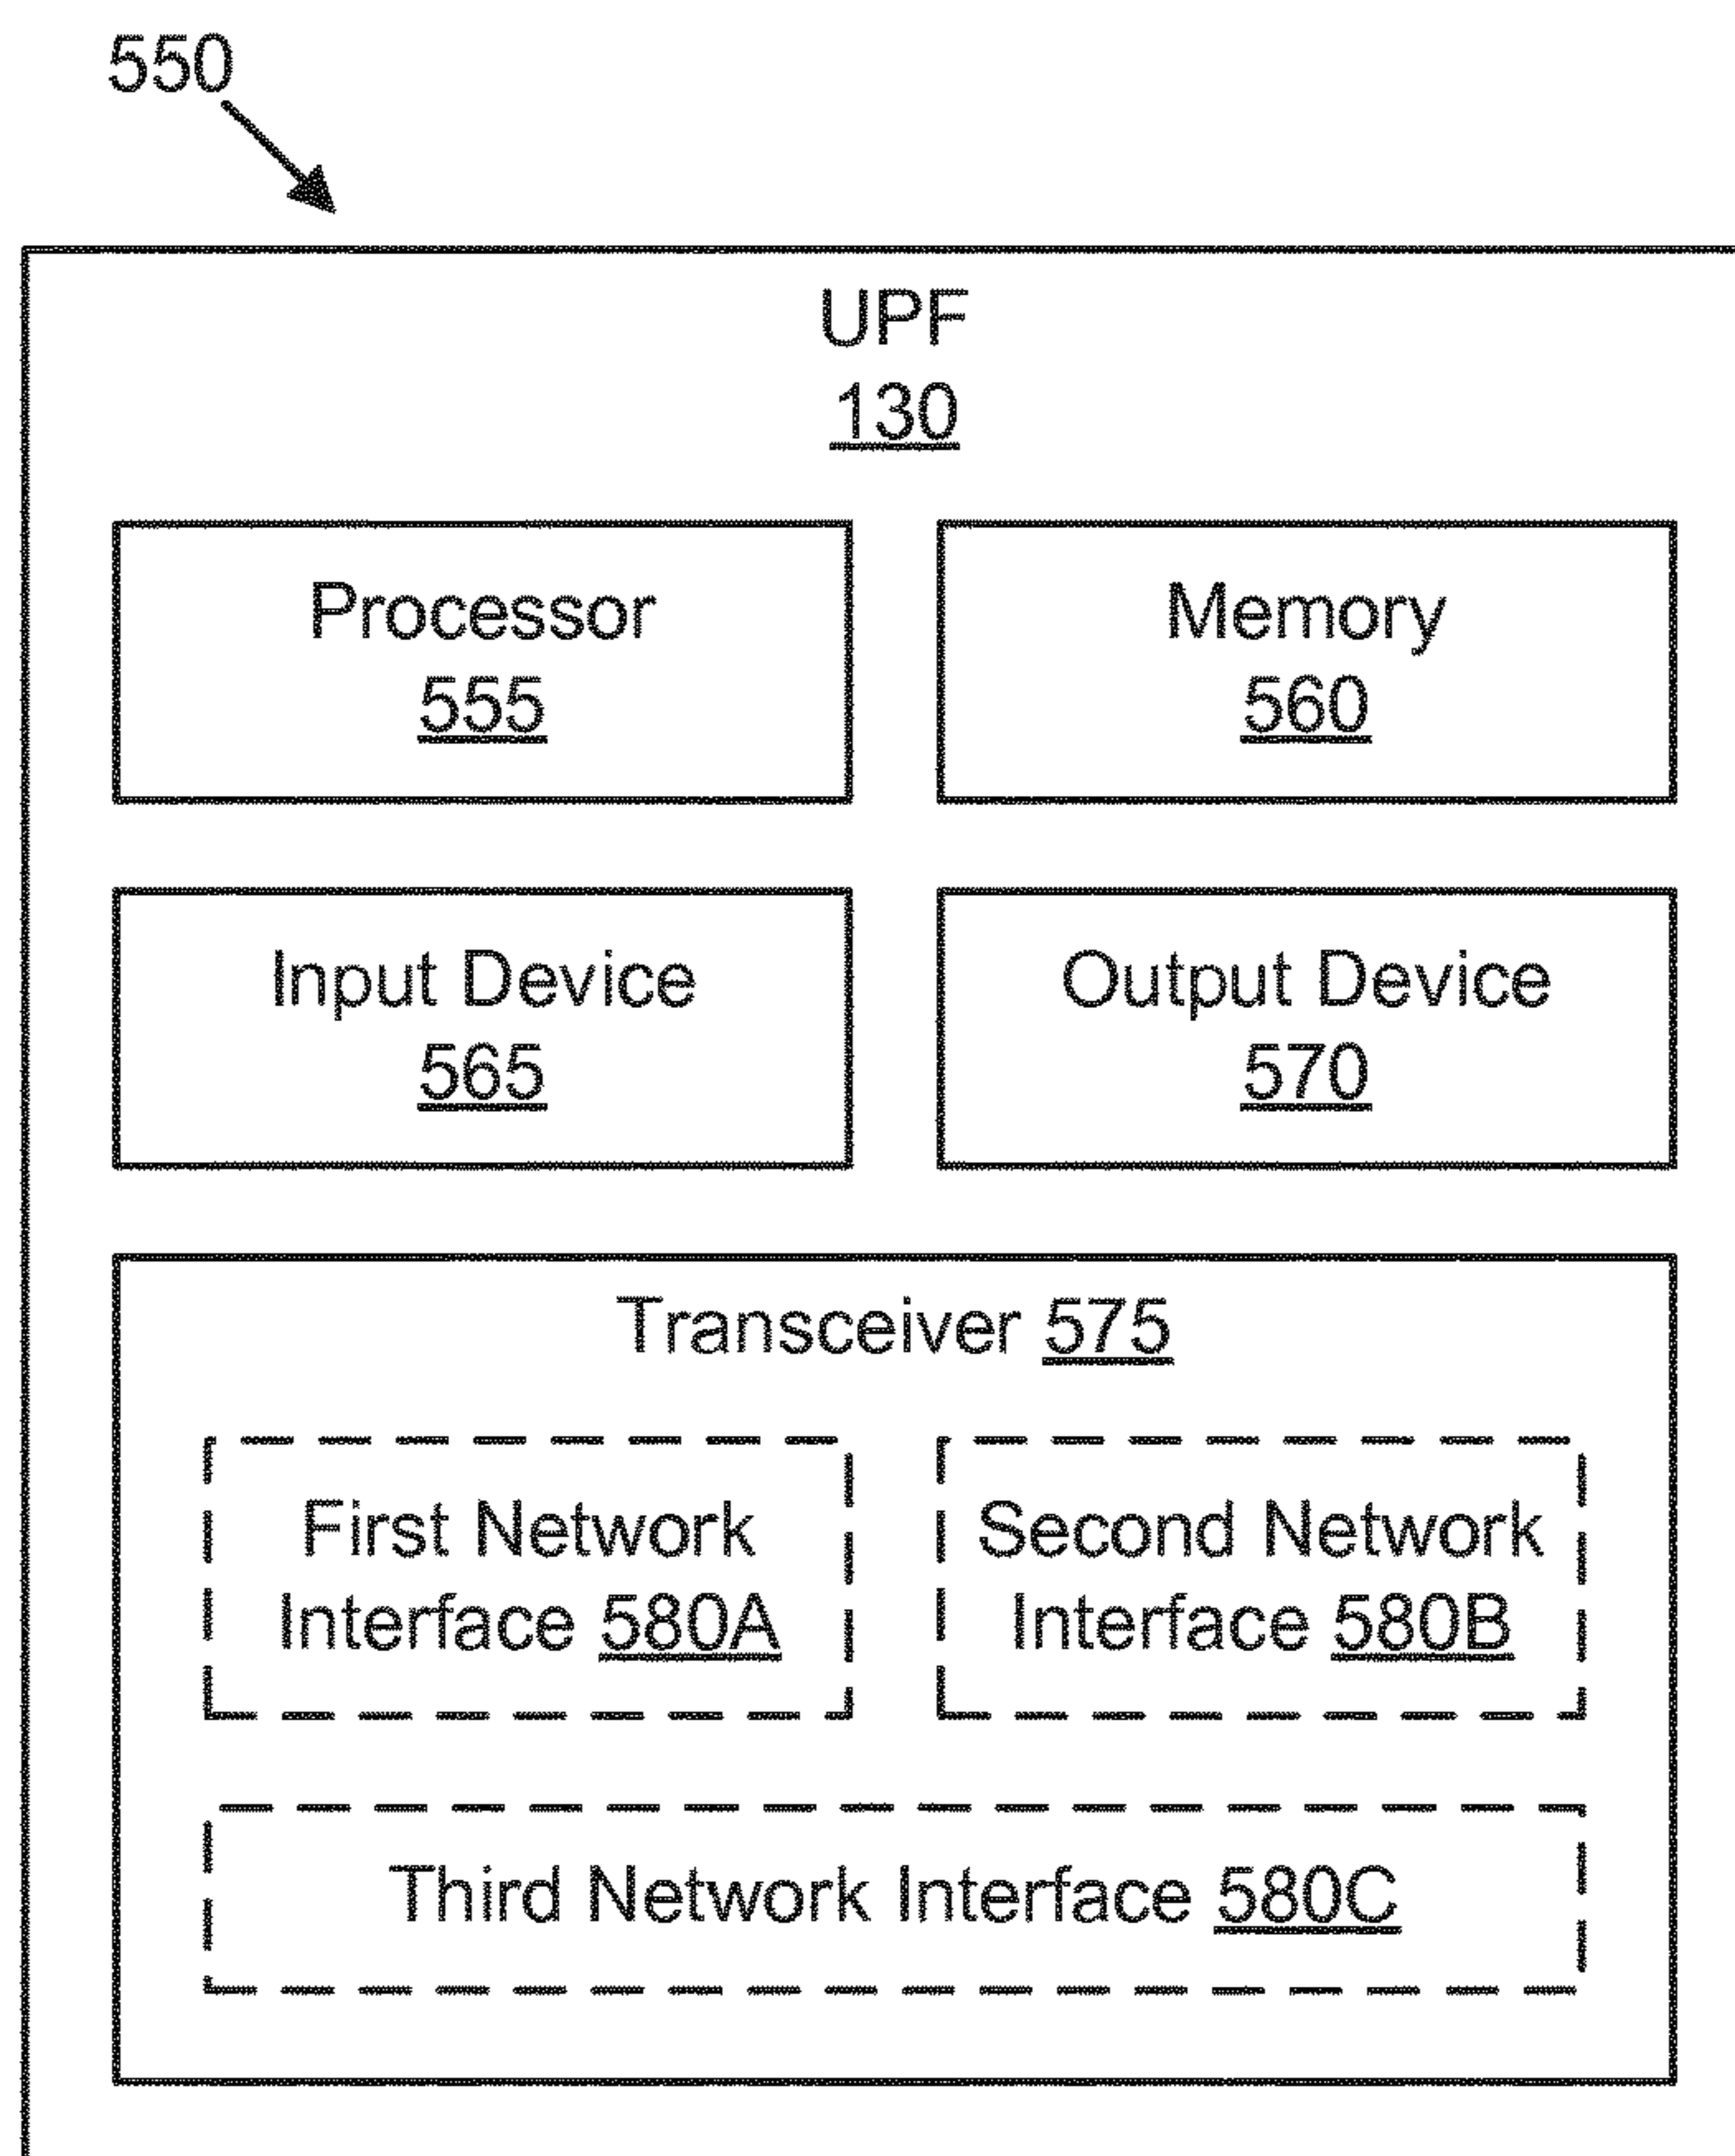 550
UPF
130
Processor
555
Memory
560
Input Device
565
Output Device
570
Transceiver 575
First Network
Interface 580A
Second Network
Interface 580B
Third Network Interface 580C